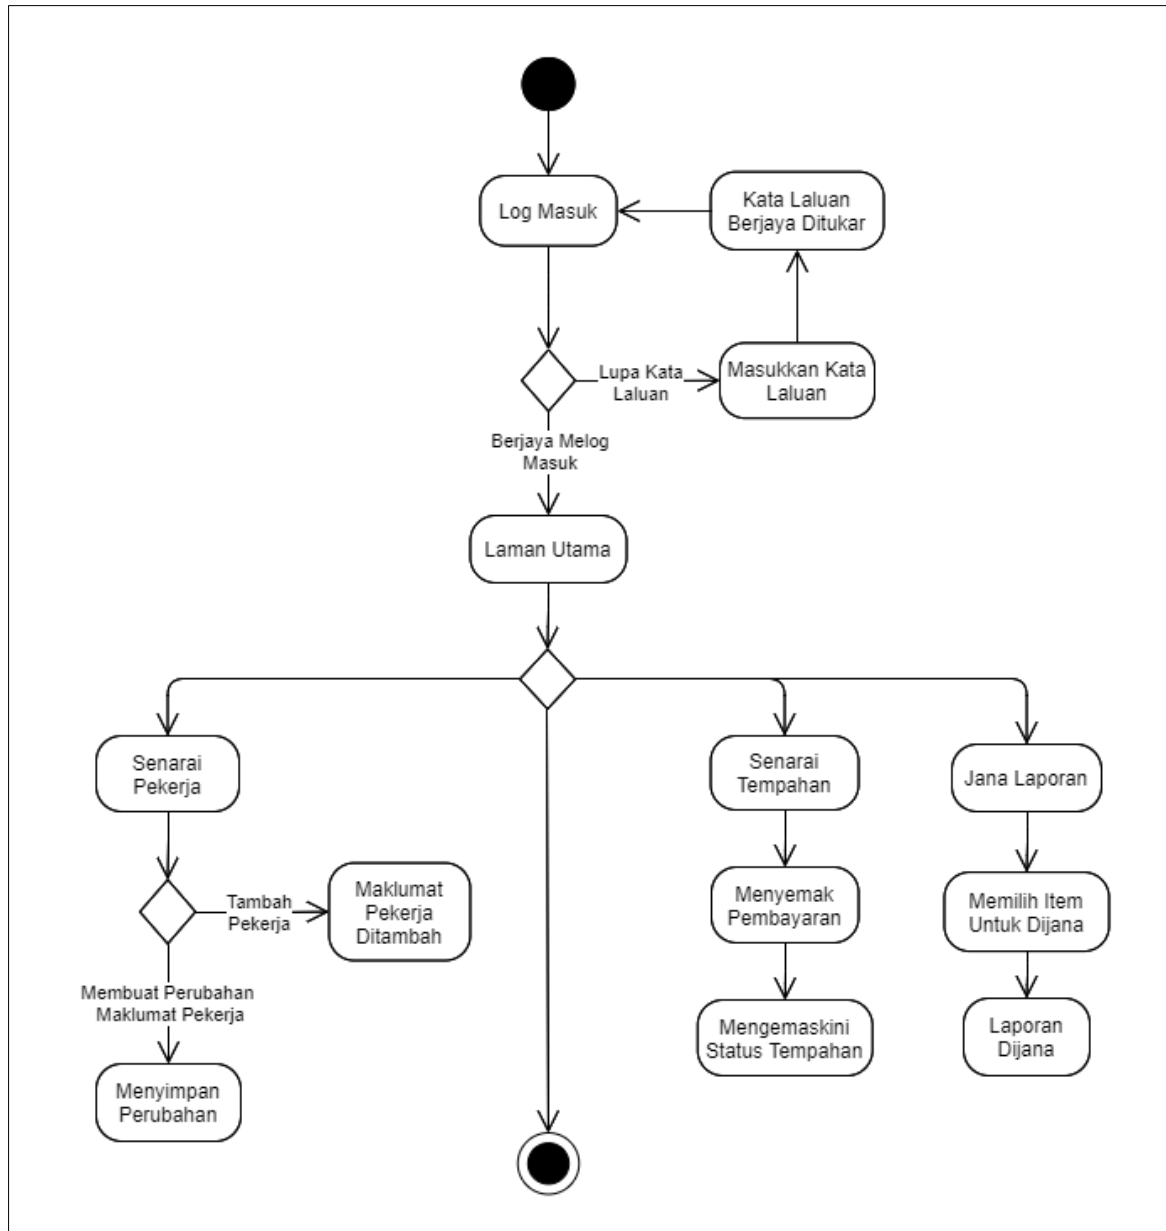 Log Masuk
Kata Laluan
Berjaya Ditukar
Lupa Kata
Laluan
Masukkan Kata
Laluan
Berjaya Melog
Masuk
Laman Utama
Senarai
Pekerja
Senarai
Tempahan
Jana Laporan
Tambah
Pekerja
Maklumat
Pekerja
Ditambah
Menyemak
Pembayaran
Memilih Item
Untuk Dijana
Membuat Perubahan
Maklumat Pekerja
Mengemaskini
Status Tempahan
Laporan
Dijana
Menyimpan
Perubahan